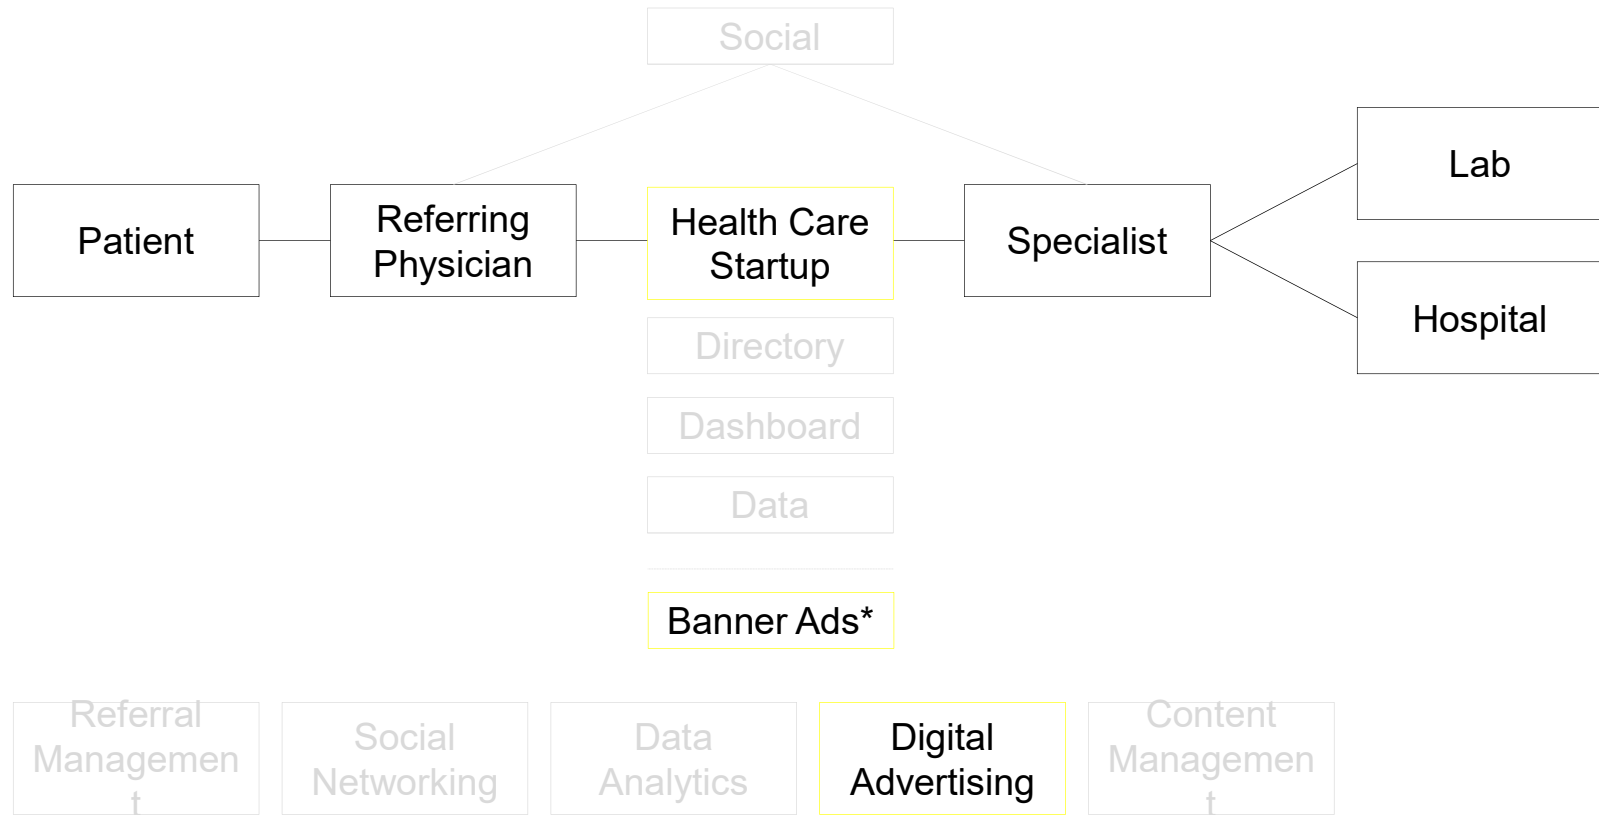 Social
Patient
Referring
Physician
Health Care
Startup
Specialist
Lab
Hospital
Directory
Dashboard
Data
Banner Ads*
Referral
Managemen
t
Social
Networking
Data
Analytics
Digital
Advertising
Content
Managemen
t